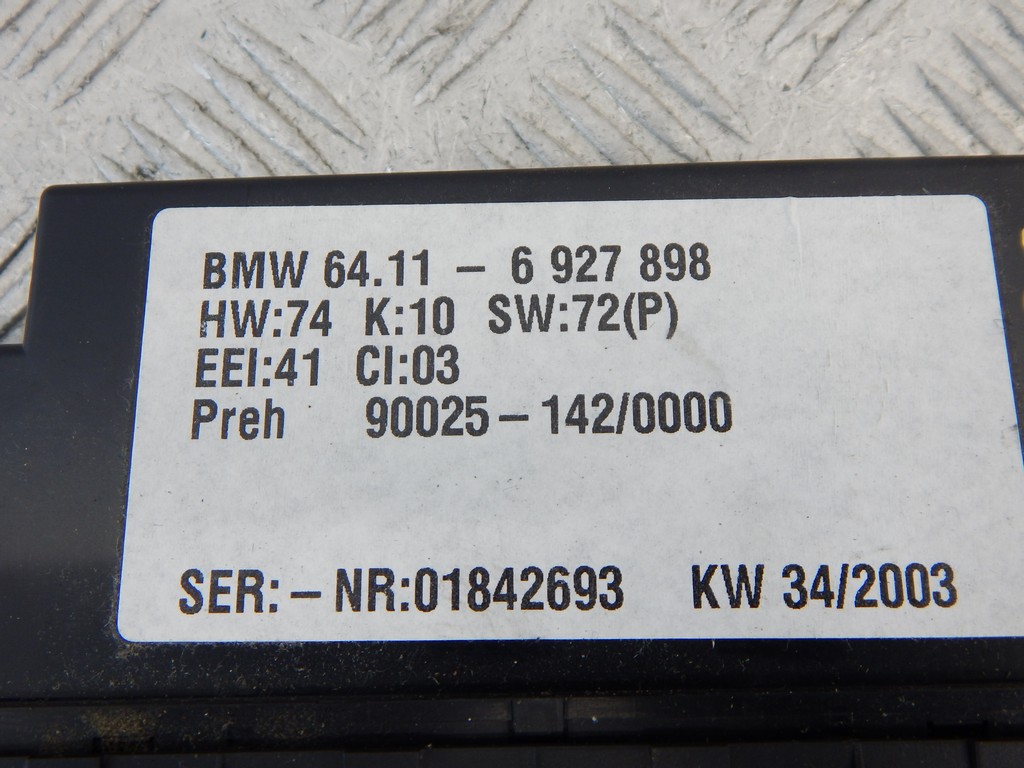 BMW 64.11 – 6 927 898
HW:74 K:10 SW:72(P)
EEI:41 CI:03
Preh 90025 – 142/0000
SER: – NR:01842693 KW 34/2003